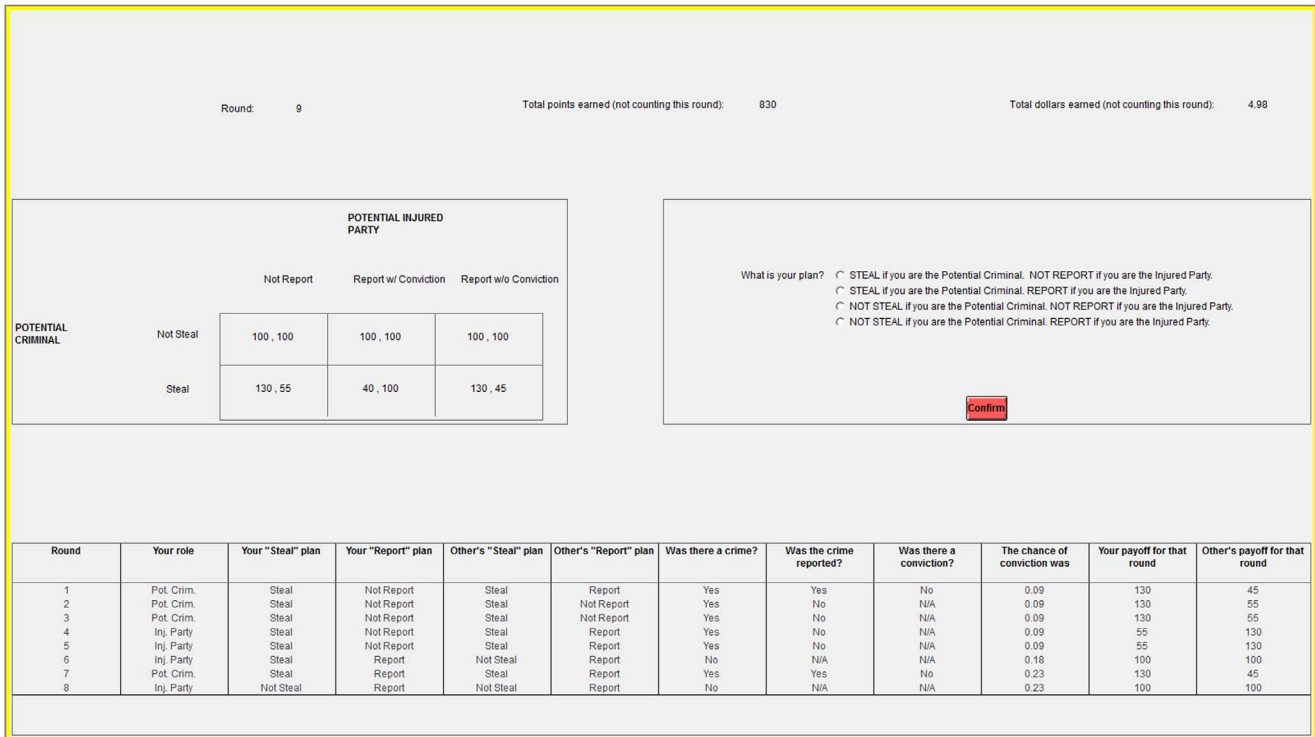 Round: 9 Total points earned (not counting this round): 830 Total dollars earned (not counting this round): 4.98
POTENTIAL INJURED
PARTY
Not Report Report w/ Conviction Report w/o Conviction
POTENTIAL
CRIMINAL
Not Steal 100 , 100 100 , 100 100 , 100
Steal 130 , 55 40 , 100 130 , 45
What is your plan? STEAL if you are the Potential Criminal. NOT REPORT if you are the Injured Party.
STEAL if you are the Potential Criminal. REPORT if you are the Injured Party.
NOT STEAL if you are the Potential Criminal. NOT REPORT if you are the Injured Party.
NOT STEAL if you are the Potential Criminal. REPORT if you are the Injured Party.
Confirm
Round Your role Your "Steal" plan Your "Report" plan Other's "Steal" plan Other's "Report" plan Was there a crime? Was the crime reported? Was there a conviction? The chance of conviction was Your payoff for that round Other's payoff for that round
1 Pot. Crim. Steal Not Report Steal Report Yes Yes No 0.09 130 45
2 Pot. Crim. Steal Not Report Steal Not Report Yes No N/A 0.09 130 55
3 Pot. Crim. Steal Not Report Steal Not Report Yes No N/A 0.09 130 55
4 Inj. Party Steal Not Report Steal Report Yes No N/A 0.09 55 130
5 Inj. Party Steal Not Report Steal Report Yes No N/A 0.09 55 130
6 Inj. Party Steal Report Not Steal Report No N/A N/A 0.18 100 100
7 Pot. Crim. Steal Report Steal Report Yes Yes No 0.23 130 45
8 Inj. Party Not Steal Report Not Steal Report No N/A N/A 0.23 100 100